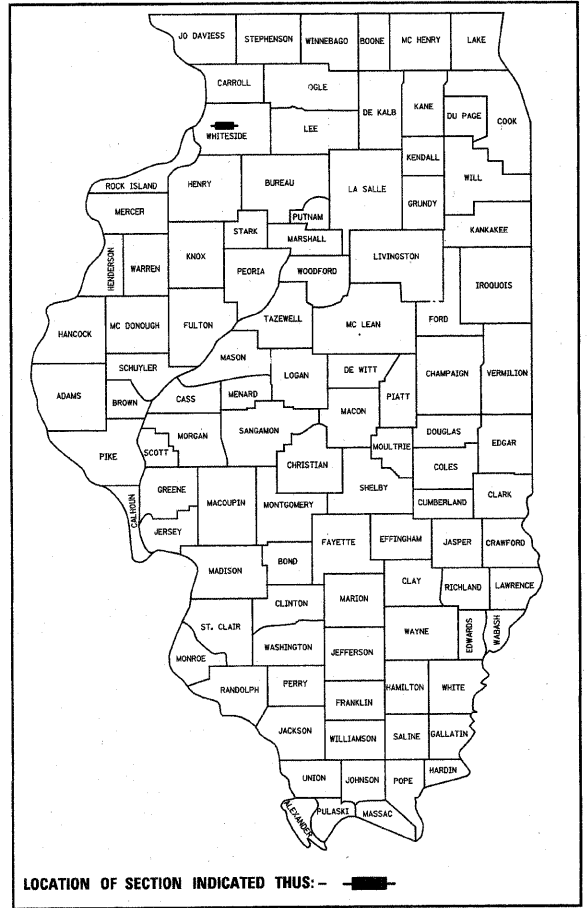 JO DAVIESS STEPHENSON WINNEBAGO BOONE MC HENRY LAKE
CARROLL OGLE DE KALB KANE DU PAGE COOK
WHITESIDE LEE
KENDALL WILL
ROCK ISLAND HENRY BUREAU LA SALLE GRUNDY
MERCER PUTNAM
STARK MARSHALL KANKAKEE
HENDERSON WARREN KNOX PEORIA WOODFORD LIVINGSTON
IROQUOIS
HANCOCK MC DONOUGH FULTON TAZEWELL MC LEAN FORD
MASON
SCHUYLER LOGAN DE WITT CHAMPAIGN VERMILION
ADAMS BROWN CASS MENARD MACON PIATT
MORGAN SANGAMON MOULTRIE DOUGLAS EDGAR
PIKE SCOTT CHRISTIAN COLES
GREENE SHELBY CUMBERLAND CLARK
CALHOUN MACOUPIN MONTGOMERY
JERSEY FAYETTE EFFINGHAM JASPER CRAWFORD
MADISON BOND CLAY RICHLAND LAWRENCE
CLINTON MARION
ST. CLAIR WAYNE EDWARDS WABASH
WASHINGTON JEFFERSON
MONROE
RANDOLPH PERRY HAMILTON WHITE
FRANKLIN
JACKSON WILLIAMSON SALINE GALLATIN
UNION JOHNSON POPE HARDIN
ALEXANDER PULASKI MASSAC
LOCATION OF SECTION INDICATED THUS: -